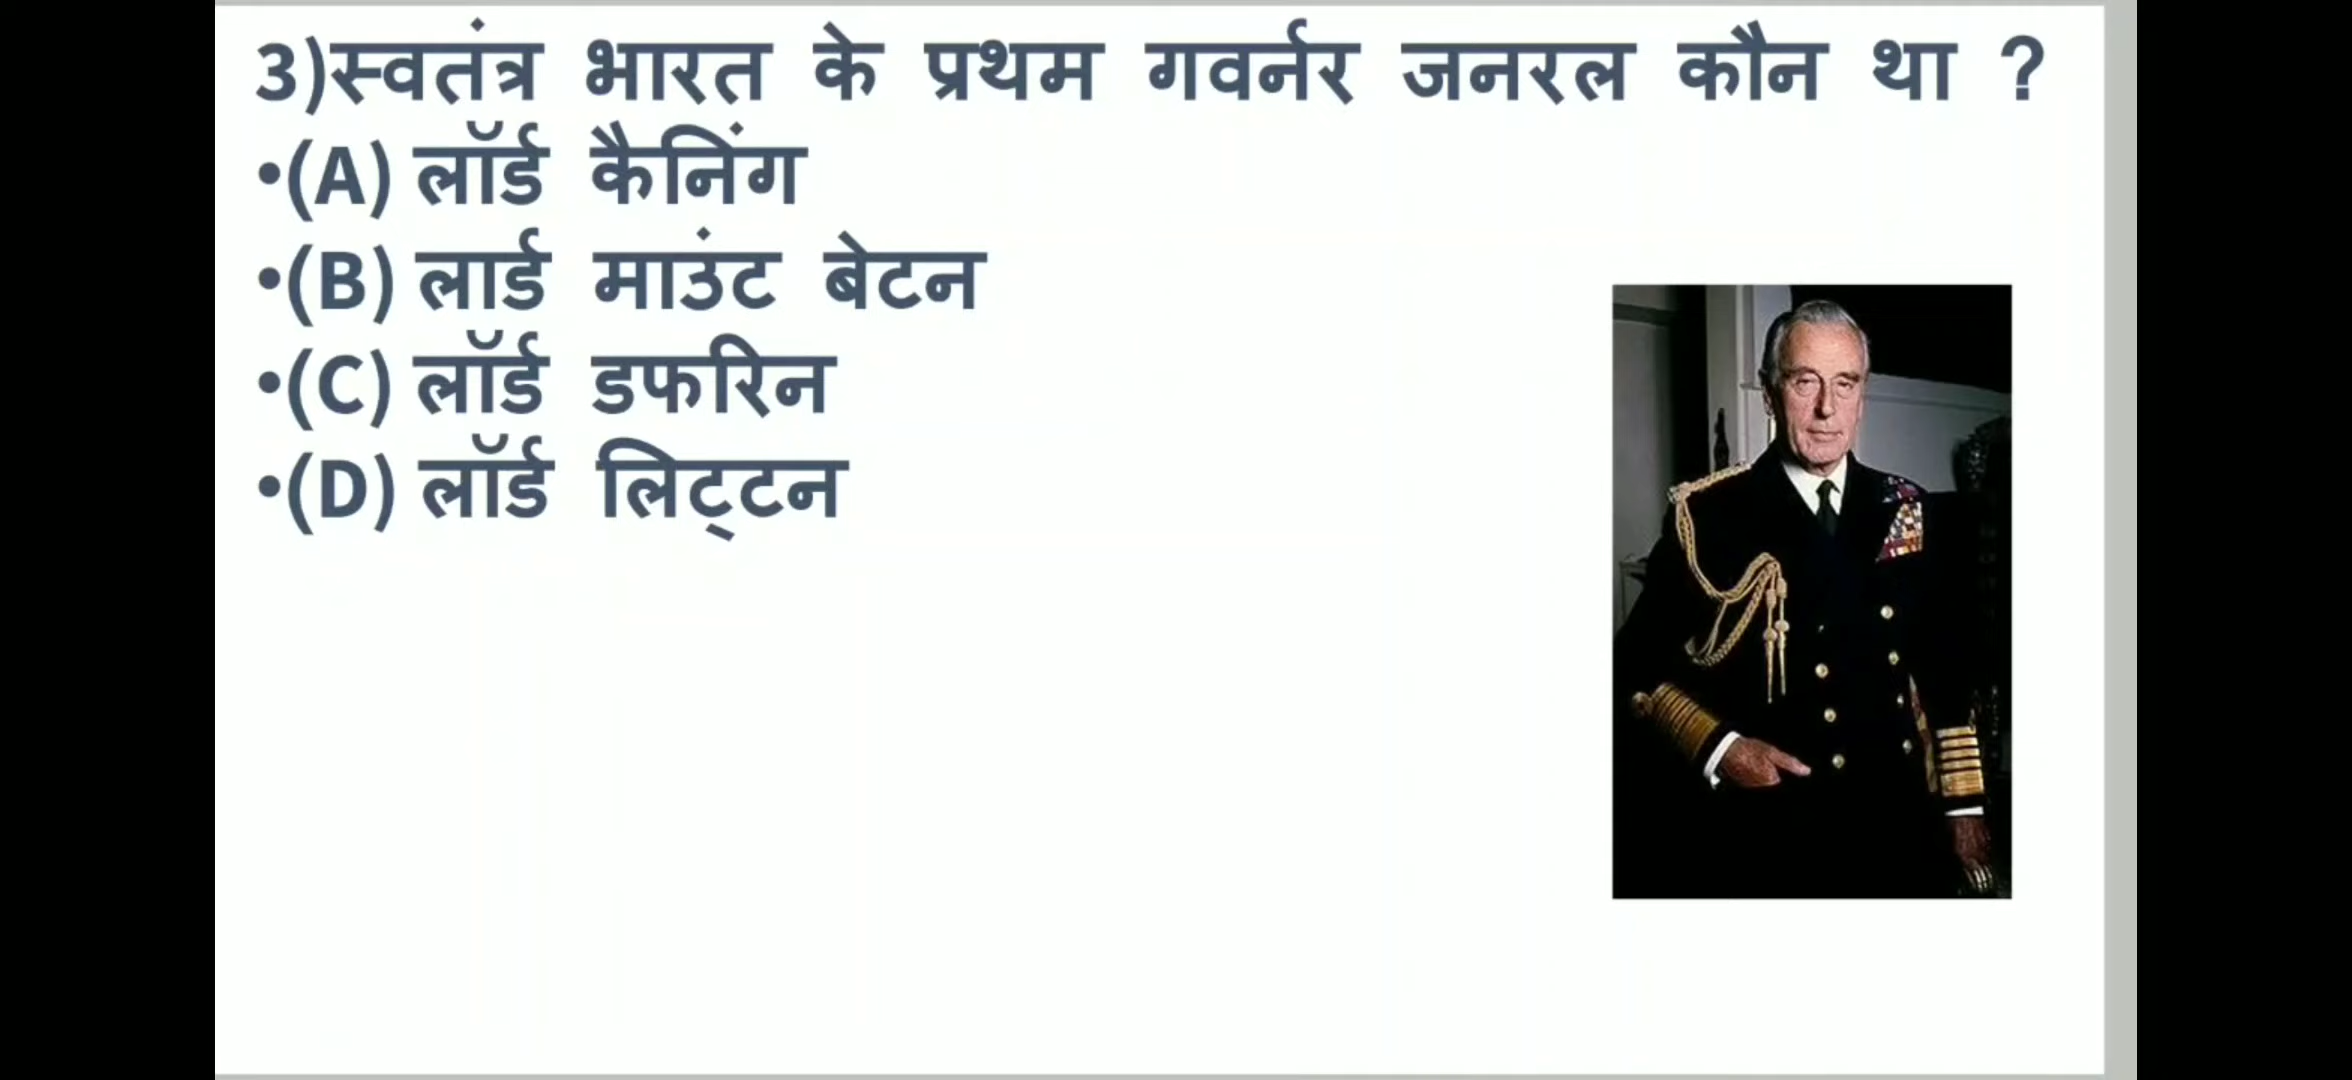 3)स्वतंत्र भारत के प्रथम गवर्नर जनरल कौन था ?
•(A) लॉर्ड कैनिंग
•(B) लार्ड माउंट बेटन
•(C) लॉर्ड डफरिन
•(D) लॉर्ड लिट्टन